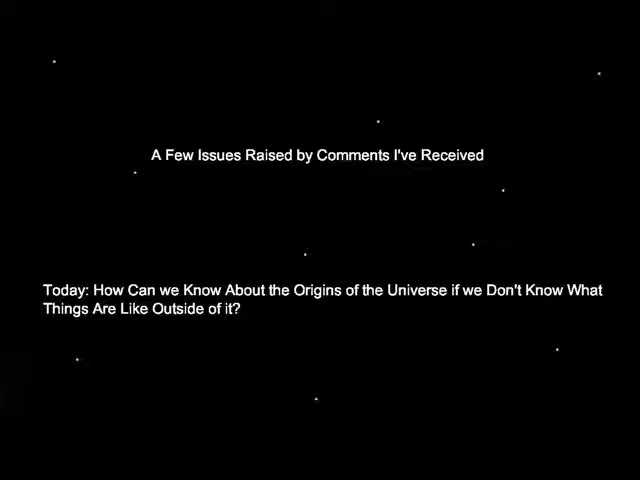 A Few Issues Raised by Comments I've Received
Today: How Can we Know About the Origins of the Universe if we Don't Know What
Things Are Like Outside of it?